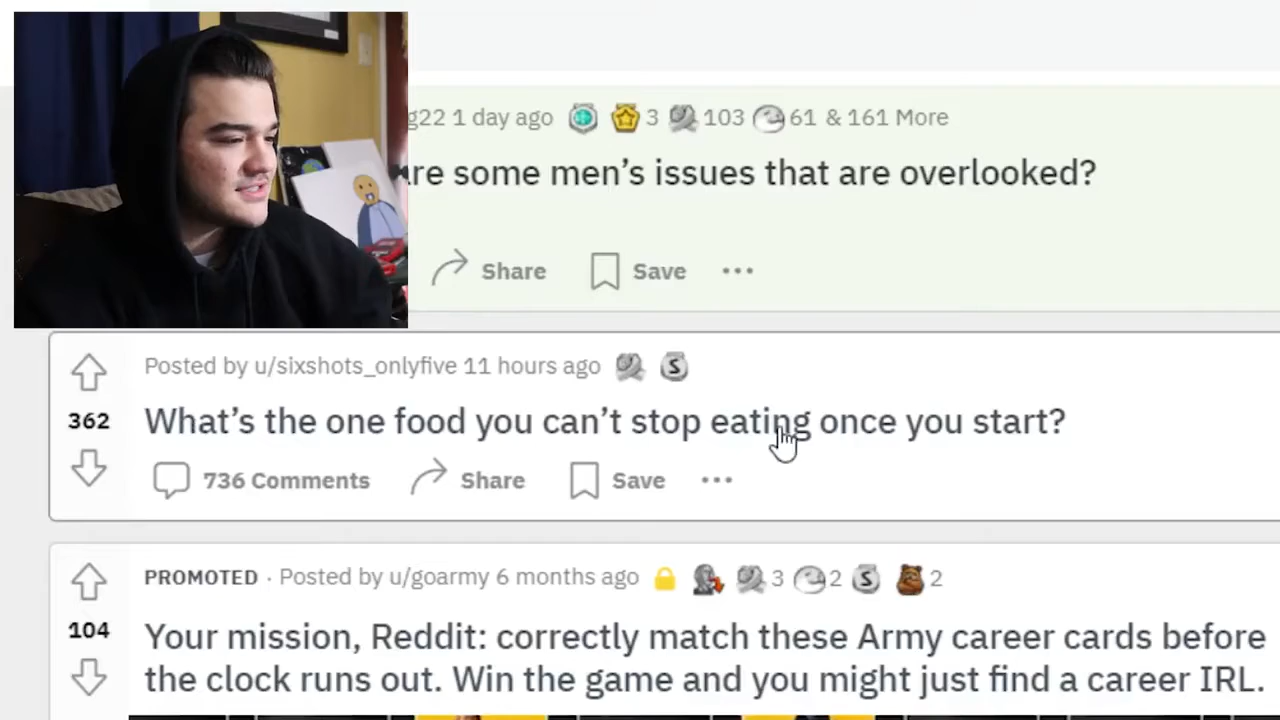 g22 1 day ago 3 103 61 & 161 More
re some men's issues that are overlooked?
Share Save
Posted by u/sixshots_onlyfive 11 hours ago
362
What's the one food you can't stop eating once you start?
736 Comments Share Save
PROMOTED · Posted by u/goarmy 6 months ago 3 2 2
104
Your mission, Reddit: correctly match these Army career cards before
the clock runs out. Win the game and you might just find a career IRL.